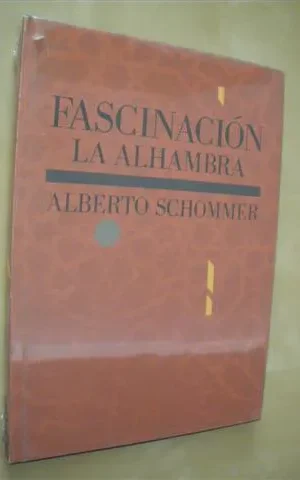 FASCINACIÓN
LA ALHAMBRA
ALBERTO SCHOMMER